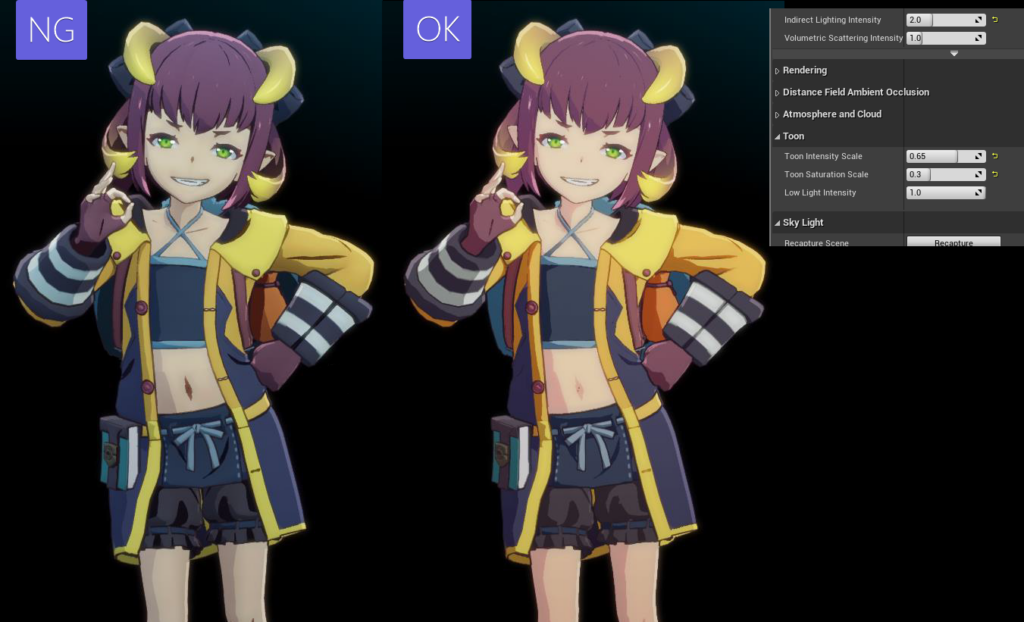 NG
OK
Indirect Lighting Intensity 2.0
Volumetric Scattering Intensity 1.0
Rendering
Distance Field Ambient Occlusion
Atmosphere and Cloud
Toon
Toon Intensity Scale 0.65
Toon Saturation Scale 0.3
Low Light Intensity 1.0
Sky Light
Recapture Scene Recapture